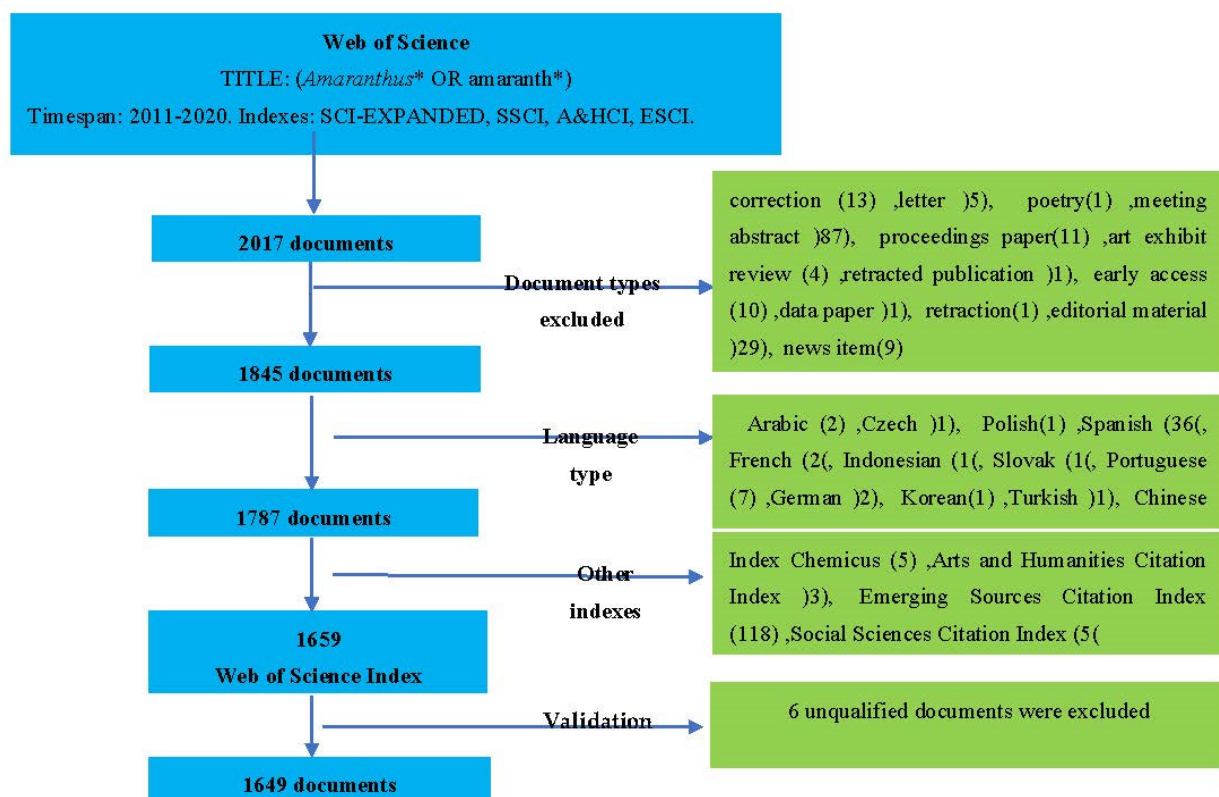 Web of Science
TITLE: (Amaranthus* OR amaranth*)
Timespan: 2011-2020. Indexes: SCI-EXPANDED, SSCI, A&HCI, ESCI.
2017 documents
Document types
excluded
correction (13) ,letter )5), poetry(1) ,meeting
abstract )87), proceedings paper(11) ,art exhibit
review (4) ,retracted publication )1), early access
(10) ,data paper )1), retraction(1) ,editorial material
)29), news item(9)
1845 documents
Language
type
Arabic (2) ,Czech )1), Polish(1) ,Spanish (36(,
French (2(, Indonesian (1(, Slovak (1(, Portuguese
(7) ,German )2), Korean(1) ,Turkish )1), Chinese
1787 documents
Other
indexes
Index Chemicus (5) ,Arts and Humanities Citation
Index )3), Emerging Sources Citation Index
(118) ,Social Sciences Citation Index (5(
1659
Web of Science Index
Validation
6 unqualified documents were excluded
1649 documents